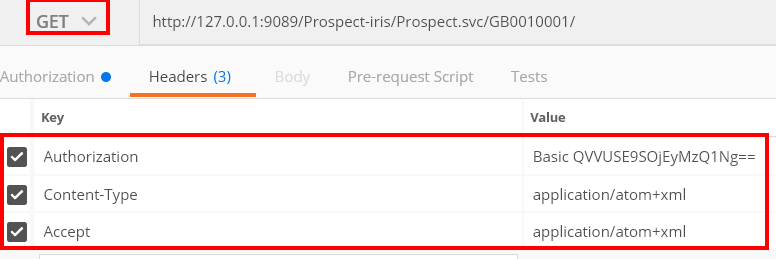 GET http://127.0.0.1:9089/Prospect-iris/Prospect.svc/GB0010001/
Authorization Headers (3) Body Pre-request Script Tests
Key Value
Authorization Basic QVVUSE9SOjEyMzQ1Ng==
Content-Type application/atom+xml
Accept application/atom+xml